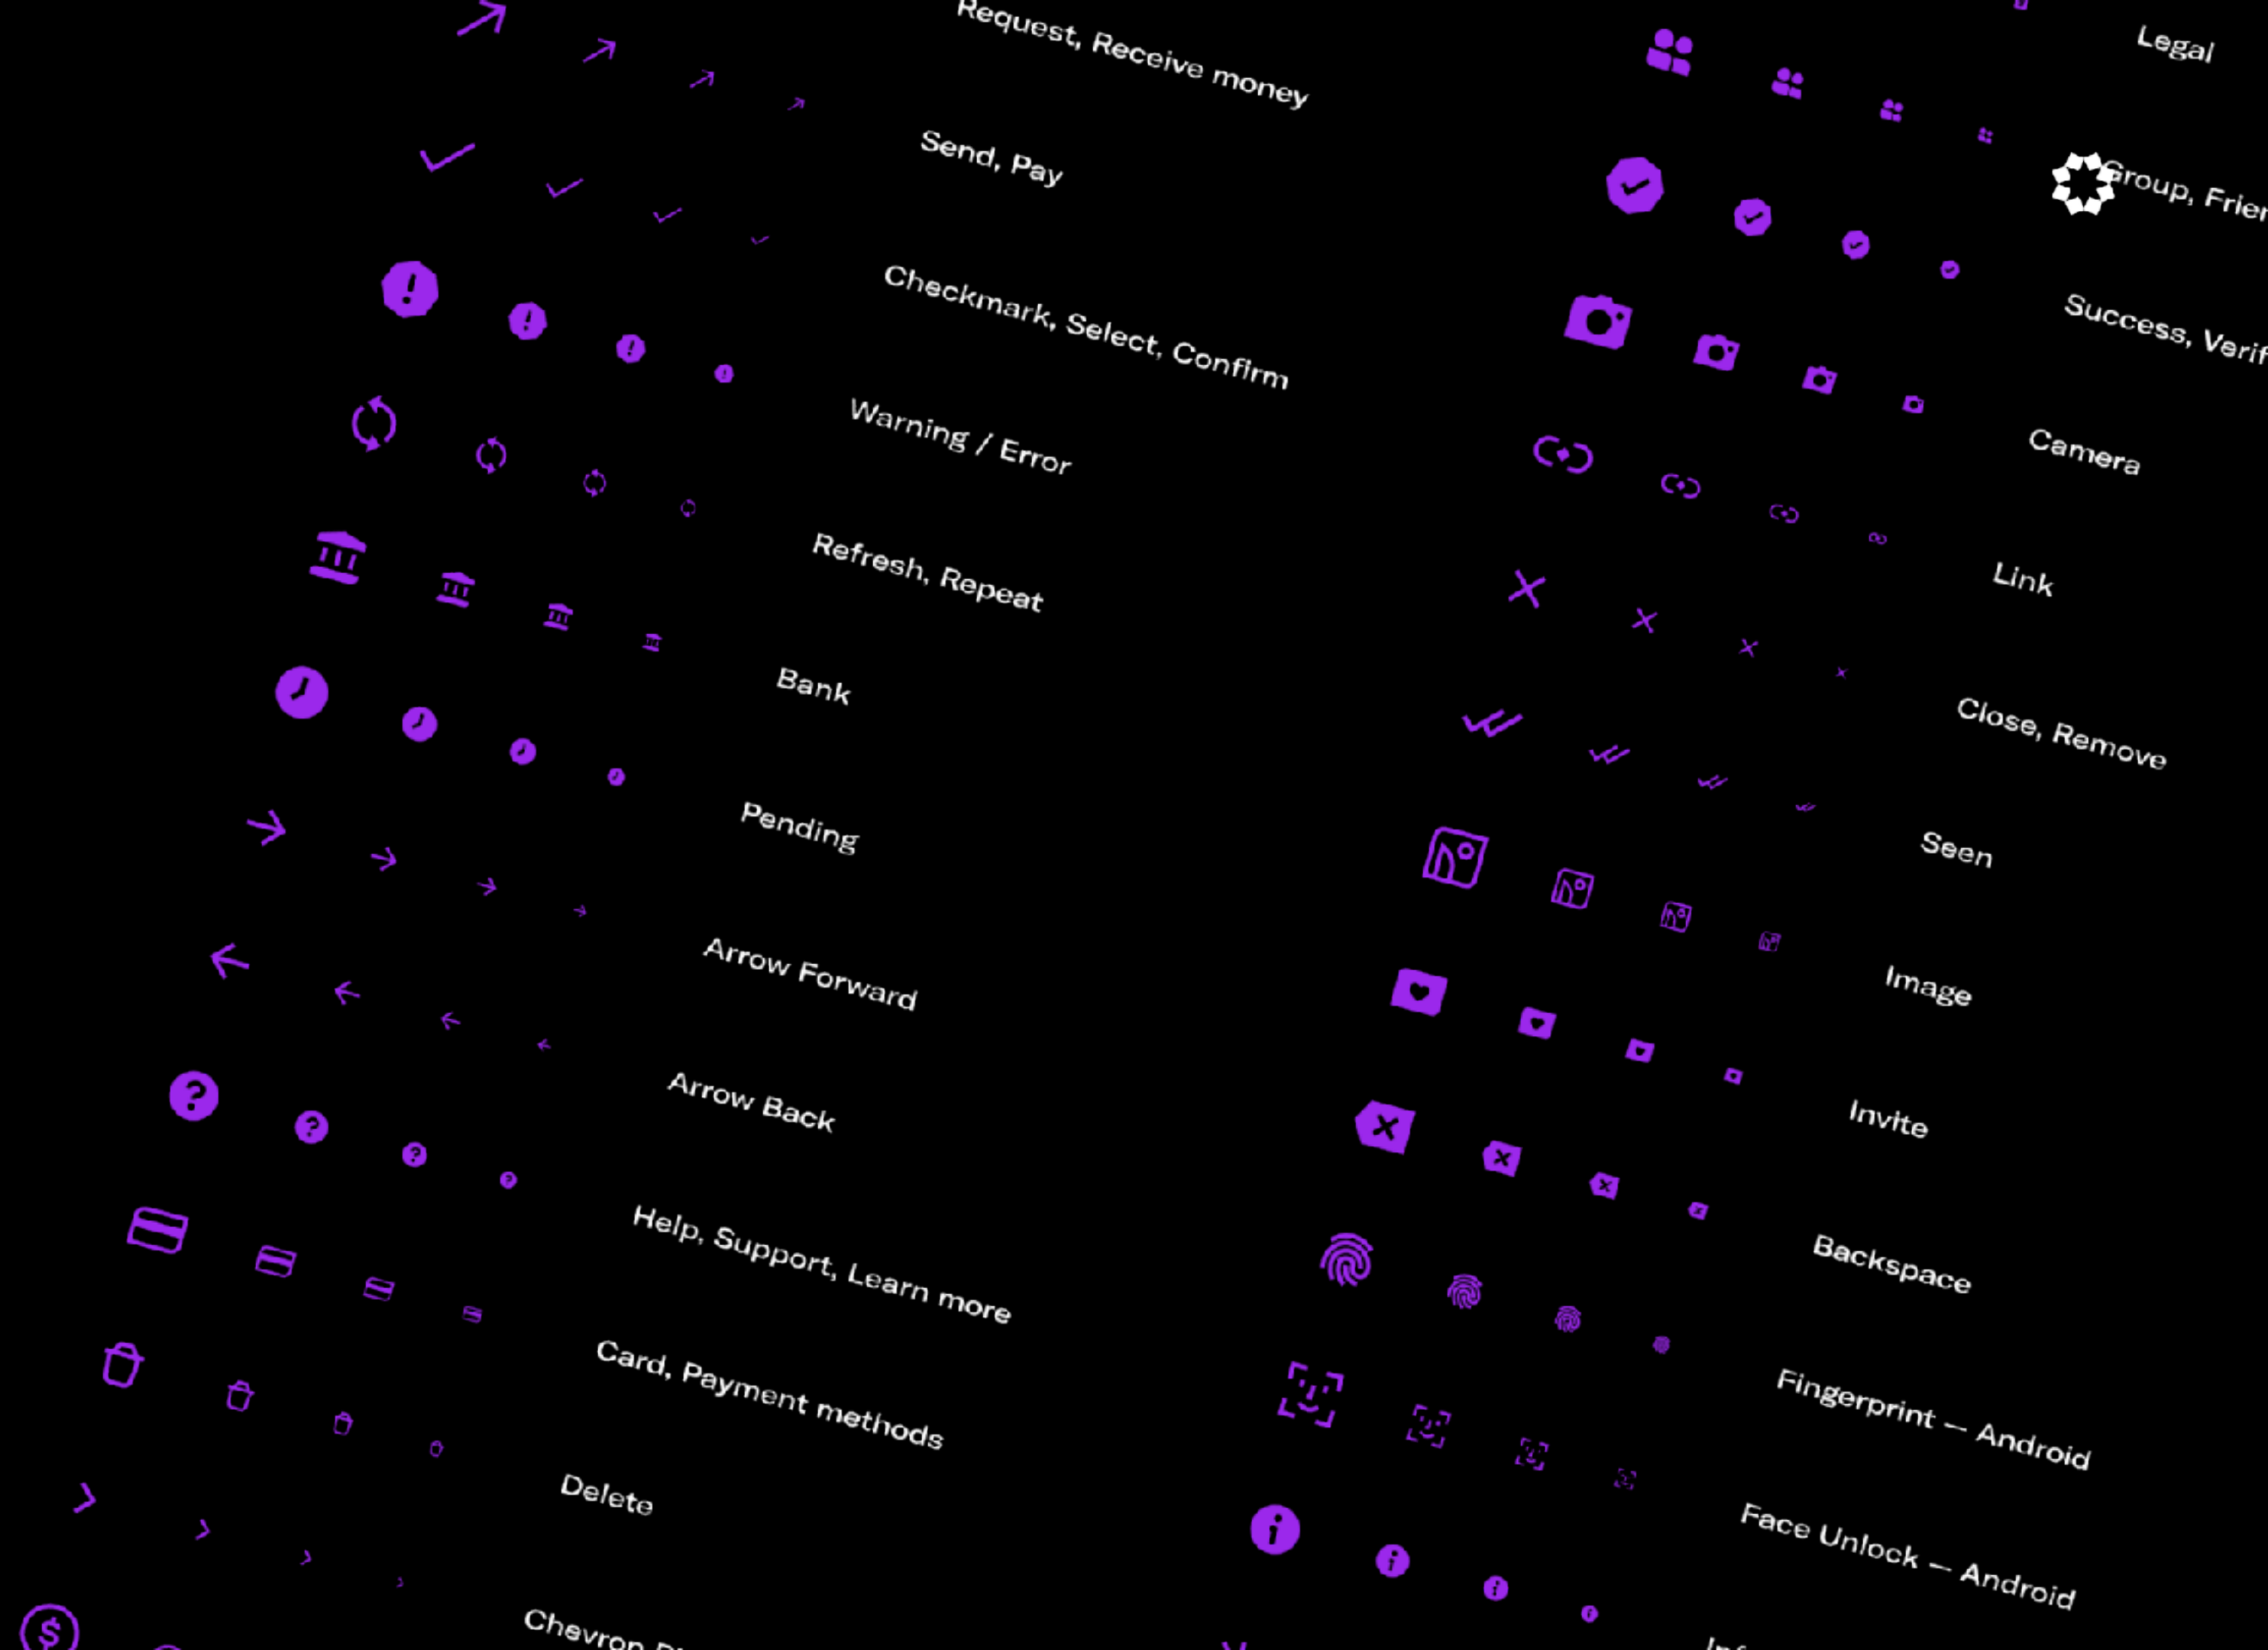 Request, Receive money
Send, Pay
Checkmark, Select, Confirm
Warning / Error
Refresh, Repeat
Bank
Pending
Arrow Forward
Arrow Back
Help, Support, Learn more
Card, Payment methods
Delete
Chevron
Legal
Group,
Success,
Camera
Link
Close, Remove
Seen
Image
Invite
Backspace
Fingerprint — Android
Face Unlock — Android